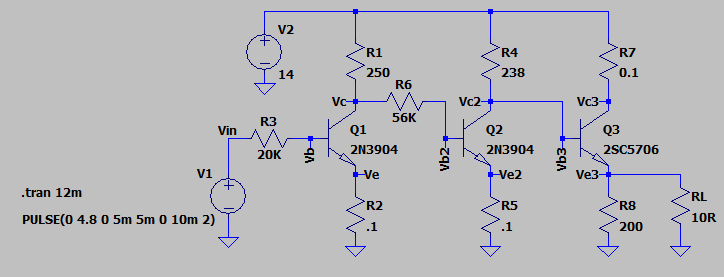 V2
14
R1
250
R4
238
R7
0.1
Vc
R6
56K
Vc2
Vc3
Vin
R3
20K
Vb
Q1
2N3904
Vb2
Q2
2N3904
Vb3
Q3
2SC5706
V1
Ve
Ve2
Ve3
.tran 12m
PULSE(0 4.8 0 5m 5m 0 10m 2)
R2
.1
R5
.1
R8
200
RL
10R